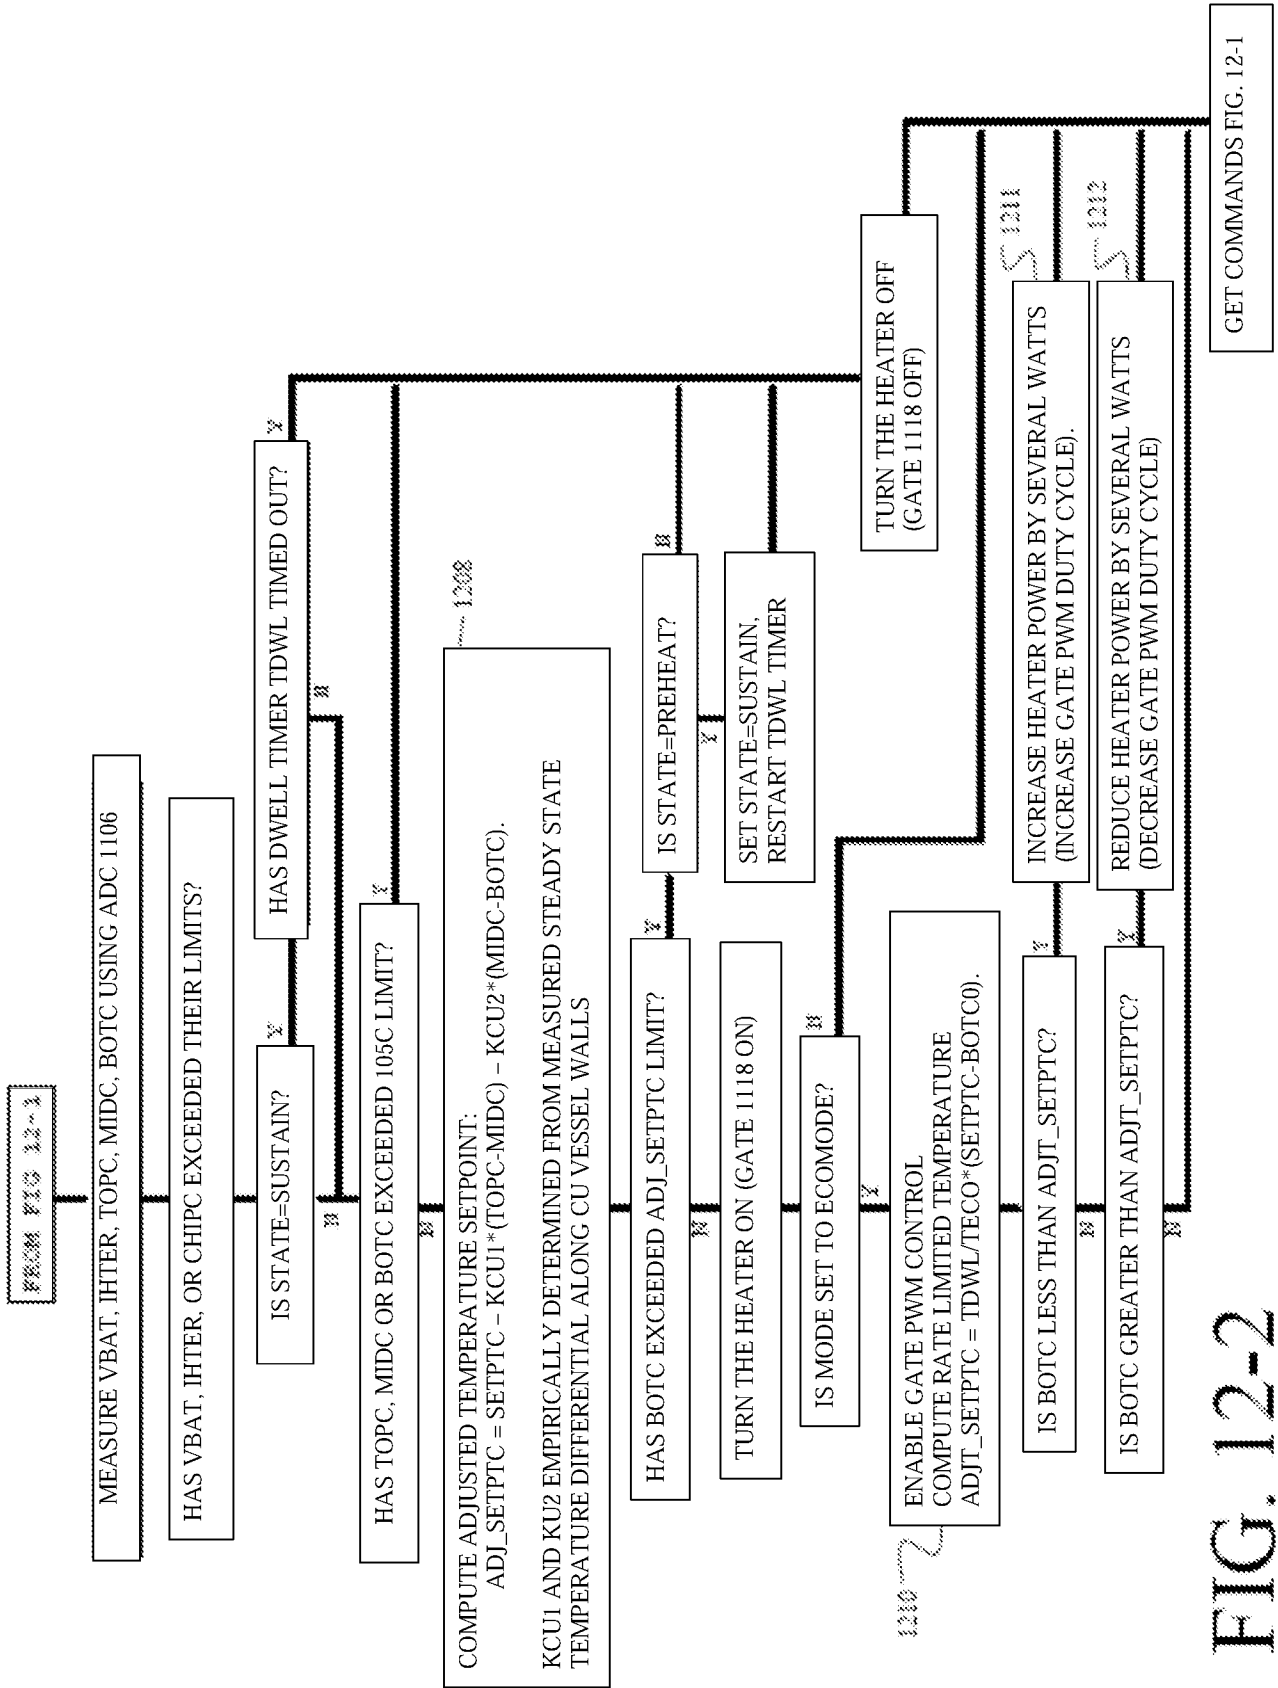 FROM FIG 12-1
MEASURE VBAT, IHTER, TOPC, MIDC, BOTC USING ADC 1106
HAS VBAT, IHTER, OR CHIPC EXCEEDED THEIR LIMITS?
IS STATE=SUSTAIN?
Y
N
HAS DWELL TIMER TDWL TIMED OUT?
Y
N
HAS TOPC, MIDC OR BOTC EXCEEDED 105C LIMIT?
Y
N
1208
COMPUTE ADJUSTED TEMPERATURE SETPOINT:
ADJ_SETPTC = SETPTC – KCU1*(TOPC-MIDC) – KCU2*(MIDC-BOTC).
KCU1 AND KU2 EMPIRICALLY DETERMINED FROM MEASURED STEADY STATE
TEMPERATURE DIFFERENTIAL ALONG CU VESSEL WALLS
HAS BOTC EXCEEDED ADJ_SETPTC LIMIT?
Y
N
IS STATE=PREHEAT?
N
Y
SET STATE=SUSTAIN,
RESTART TDWL TIMER
TURN THE HEATER OFF
(GATE 1118 OFF)
TURN THE HEATER ON (GATE 1118 ON)
IS MODE SET TO ECOMODE?
N
Y
1210
ENABLE GATE PWM CONTROL
COMPUTE RATE LIMITED TEMPERATURE
ADJT_SETPTC = TDWL/TECO*(SETPTC-BOTC0).
IS BOTC LESS THAN ADJT_SETPTC?
Y
N
INCREASE HEATER POWER BY SEVERAL WATTS
(INCREASE GATE PWM DUTY CYCLE).
1211
IS BOTC GREATER THAN ADJT_SETPTC?
Y
N
REDUCE HEATER POWER BY SEVERAL WATTS
(DECREASE GATE PWM DUTY CYCLE)
1212
GET COMMANDS FIG. 12-1
FIG. 12-2